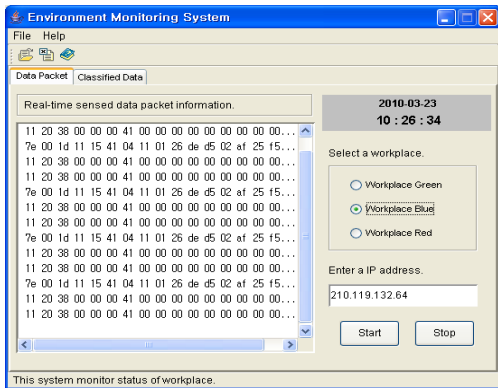 Environment Monitoring System
File Help
Data Packet Classified Data
Real-time sensed data packet information.
11 20 38 00 00 00 41 00 00 00 00 00 00 00 00 00...
7e 00 1d 11 15 41 04 11 01 26 de d5 02 af 25 f5...
11 20 38 00 00 00 41 00 00 00 00 00 00 00 00 00...
11 20 38 00 00 00 41 00 00 00 00 00 00 00 00 00...
7e 00 1d 11 15 41 04 11 01 26 de d5 02 af 25 f5...
11 20 38 00 00 00 41 00 00 00 00 00 00 00 00 00...
11 20 38 00 00 00 41 00 00 00 00 00 00 00 00 00...
7e 00 1d 11 15 41 04 11 01 26 de d5 02 af 25 f5...
11 20 38 00 00 00 41 00 00 00 00 00 00 00 00 00...
11 20 38 00 00 00 41 00 00 00 00 00 00 00 00 00...
7e 00 1d 11 15 41 04 11 01 26 de d5 02 af 25 f5...
11 20 38 00 00 00 41 00 00 00 00 00 00 00 00 00...
11 20 38 00 00 00 41 00 00 00 00 00 00 00 00 00...
2010-03-23
10 : 26 : 34
Select a workplace.
Workplace Green
Workplace Blue
Workplace Red
Enter a IP address.
210.119.132.64
Start Stop
This system monitor status of workplace.